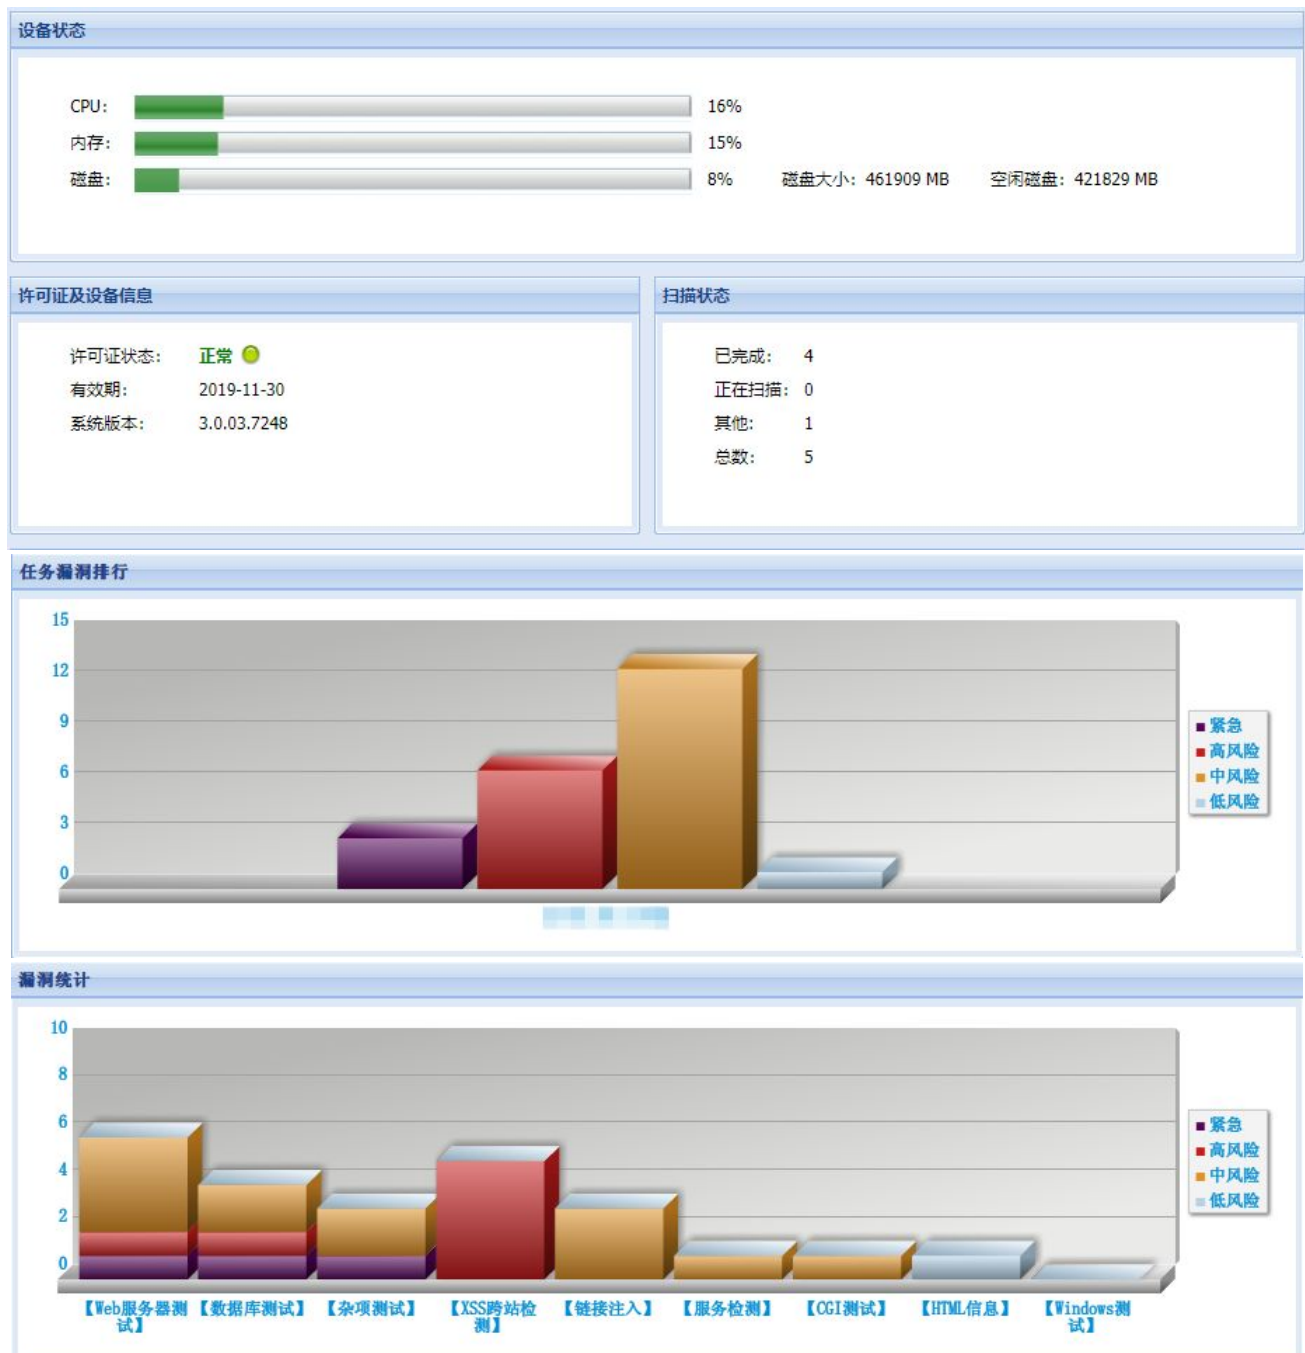 设备状态
CPU: 16%
内存: 15%
磁盘: 8% 磁盘大小: 461909 MB 空闲磁盘: 421829 MB
许可证及设备信息
许可证状态: 正常
有效期: 2019-11-30
系统版本: 3.0.03.7248
扫描状态
已完成: 4
正在扫描: 0
其他: 1
总数: 5
任务漏洞排行
15
12
9
6
3
0
紧急
高风险
中风险
低风险
漏洞统计
10
8
6
4
2
0
紧急
高风险
中风险
低风险
【Web服务器测
试】
【数据库测试】
【杂项测试】
【XSS跨站检
测】
【链接注入】
【服务检测】
【CGI测试】
【HTML信息】
【Windows测
试】